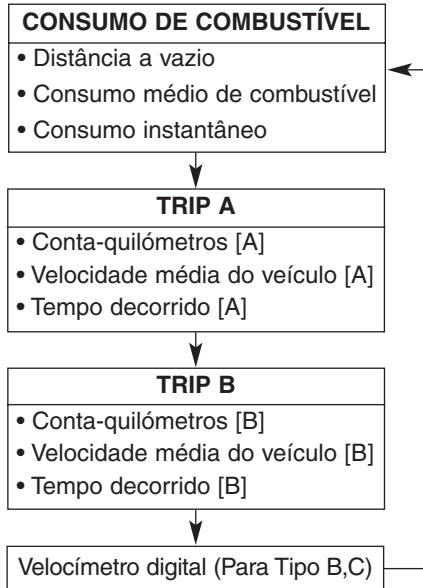 CONSUMO DE COMBUSTÍVEL
• Distância a vazio
• Consumo médio de combustível
• Consumo instantâneo
TRIP A
• Conta-quilómetros [A]
• Velocidade média do veículo [A]
• Tempo decorrido [A]
TRIP B
• Conta-quilómetros [B]
• Velocidade média do veículo [B]
• Tempo decorrido [B]
Velocímetro digital (Para Tipo B,C)